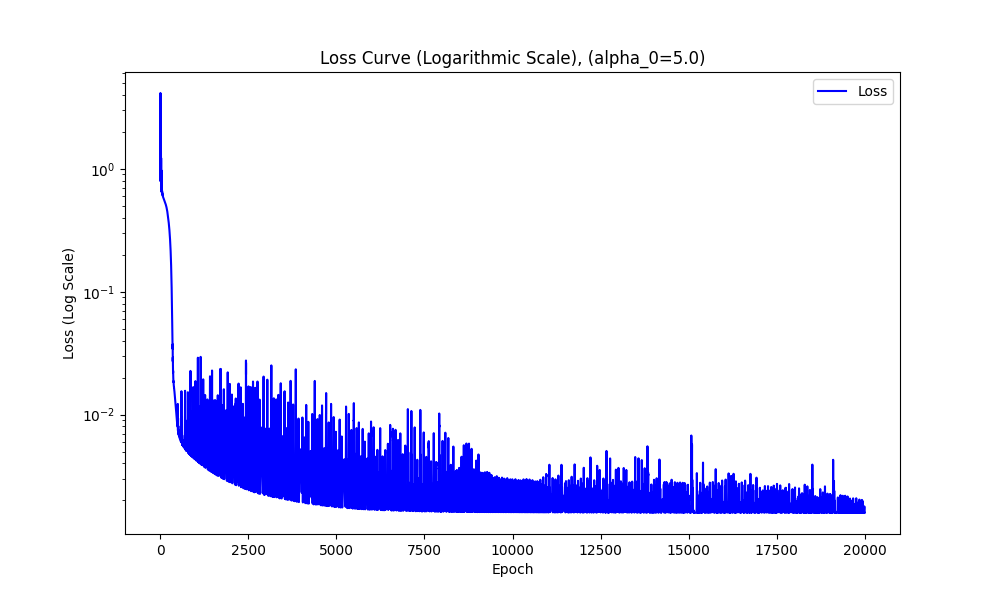 Loss Curve (Logarithmic Scale), (alpha_0=5.0)
Loss
10⁰
10⁻¹
10⁻²
Loss (Log Scale)
0 2500 5000 7500 10000 12500 15000 17500 20000
Epoch